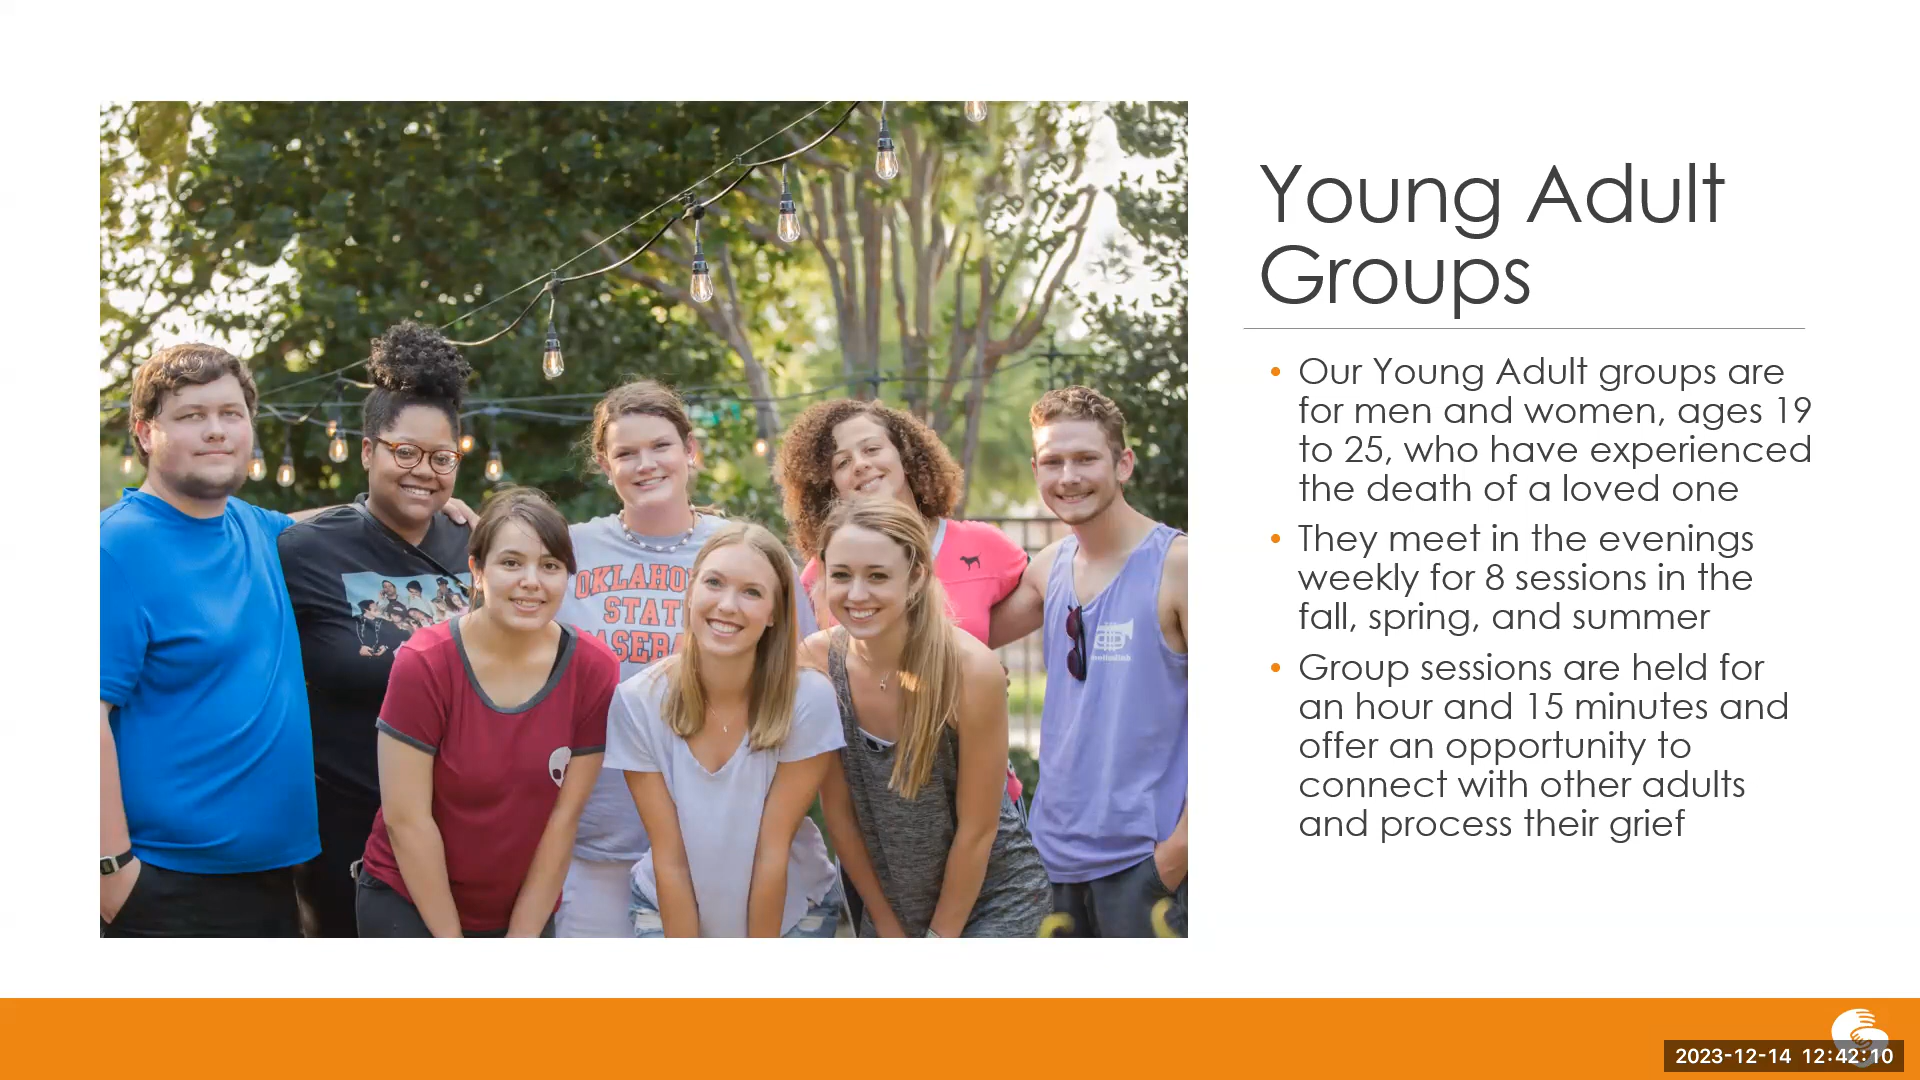 Young Adult
Groups
• Our Young Adult groups are
for men and women, ages 19
to 25, who have experienced
the death of a loved one
• They meet in the evenings
weekly for 8 sessions in the
fall, spring, and summer
• Group sessions are held for
an hour and 15 minutes and
offer an opportunity to
connect with other adults
and process their grief
OKLAHO
STAT
ASEBA
2023-12-14 12:42:10